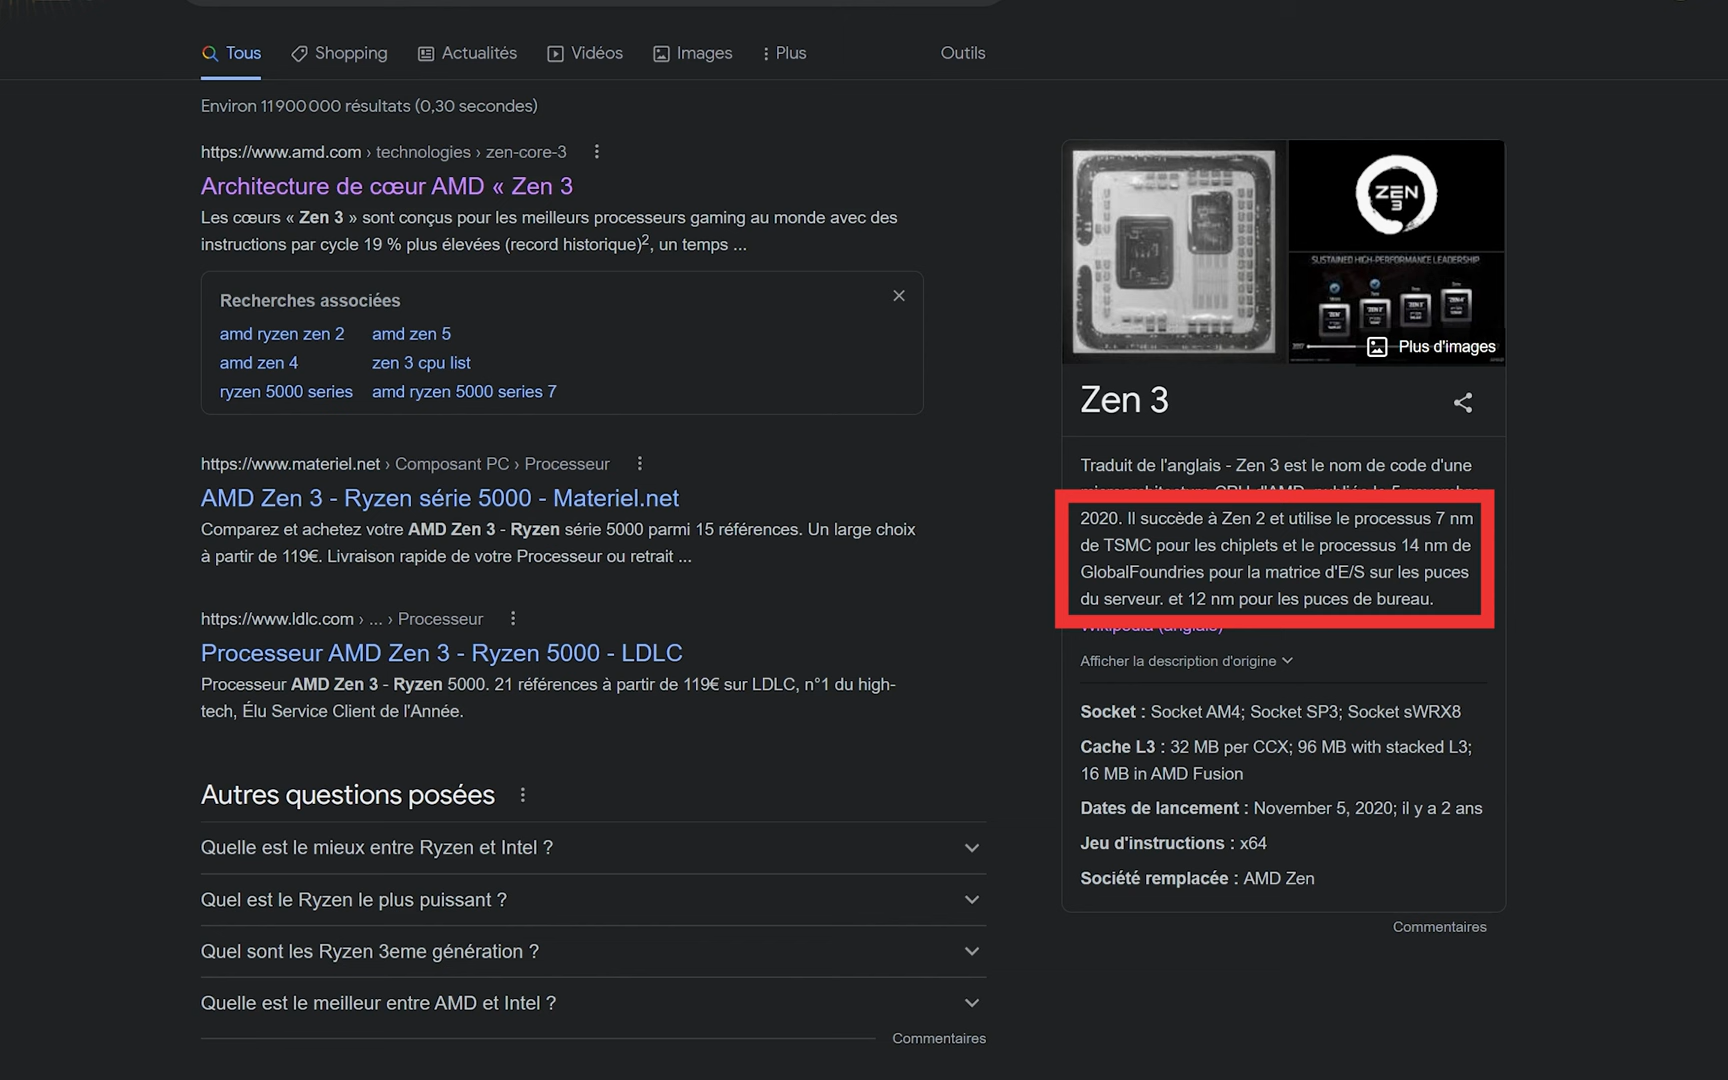 Tous
Shopping
Actualités
Vidéos
Images
Plus
Outils
Environ 11 900 000 résultats (0,30 secondes)
https://www.amd.com › technologies › zen-core-3
Architecture de cœur AMD « Zen 3
Les cœurs « Zen 3 » sont conçus pour les meilleurs processeurs gaming au monde avec des
instructions par cycle 19 % plus élevées (record historique)², un temps ...
Recherches associées
amd ryzen zen 2
amd zen 5
amd zen 4
zen 3 cpu list
ryzen 5000 series
amd ryzen 5000 series 7
https://www.materiel.net › Composant PC › Processeur
AMD Zen 3 - Ryzen série 5000 - Materiel.net
Comparez et achetez votre AMD Zen 3 - Ryzen série 5000 parmi 15 références. Un large choix
à partir de 119€. Livraison rapide de votre Processeur ou retrait ...
https://www.ldlc.com › ... › Processeur
Processeur AMD Zen 3 - Ryzen 5000 - LDLC
Processeur AMD Zen 3 - Ryzen 5000. 21 références à partir de 119€ sur LDLC, n°1 du high-
tech, Élu Service Client de l'Année.
Autres questions posées
Quelle est le mieux entre Ryzen et Intel ?
Quel est le Ryzen le plus puissant ?
Quel sont les Ryzen 3eme génération ?
Quelle est le meilleur entre AMD et Intel ?
Commentaires
ZEN
3
SUSTAINED HIGH-PERFORMANCE LEADERSHIP
Plus d'images
Zen 3
Traduit de l'anglais - Zen 3 est le nom de code d'une
microarchitecture CPU d'AMD, publiée le 5 novembre
2020. Il succède à Zen 2 et utilise le processus 7 nm
de TSMC pour les chiplets et le processus 14 nm de
GlobalFoundries pour la matrice d'E/S sur les puces
du serveur. et 12 nm pour les puces de bureau.
Wikipedia (anglais)
Afficher la description d'origine
Socket : Socket AM4; Socket SP3; Socket sWRX8
Cache L3 : 32 MB per CCX; 96 MB with stacked L3;
16 MB in AMD Fusion
Dates de lancement : November 5, 2020; il y a 2 ans
Jeu d'instructions : x64
Société remplacée : AMD Zen
Commentaires